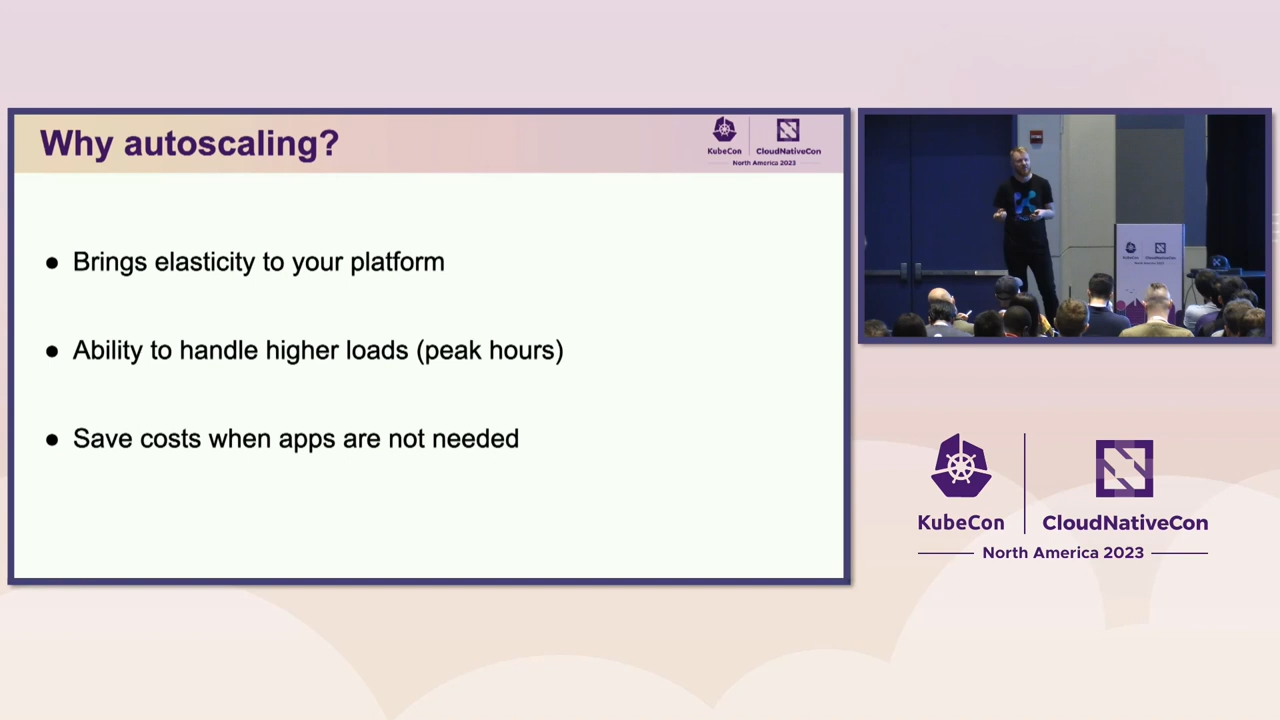 Why autoscaling?
KubeCon
CloudNativeCon
North America 2023
● Brings elasticity to your platform
● Ability to handle higher loads (peak hours)
● Save costs when apps are not needed
KubeCon
CloudNativeCon
North America 2023